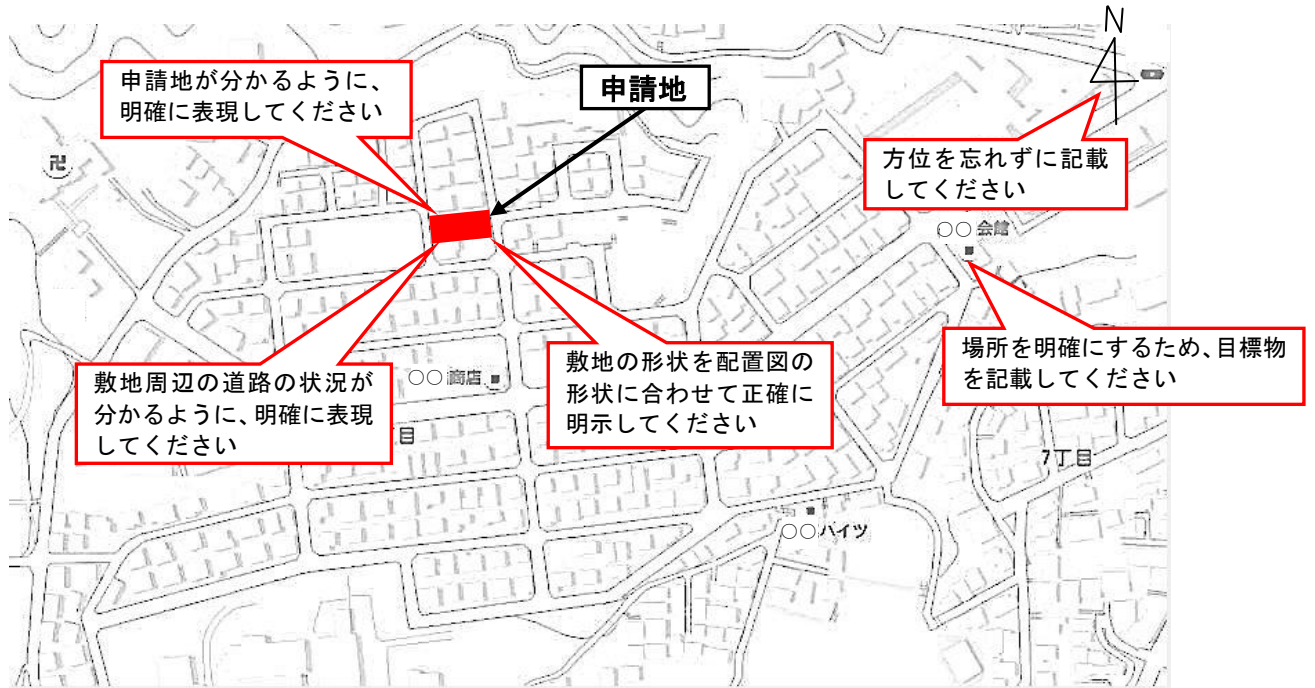 N
申請地が分かるように、
明確に表現してください
申請地
方位を忘れずに記載
してください
卍
○○会館
場所を明確にするため、目標物
を記載してください
敷地周辺の道路の状況が
分かるように、明確に表現
してください
○○商店
敷地の形状を配置図の
形状に合わせて正確に
明示してください
目
7丁目
○○ハイツ